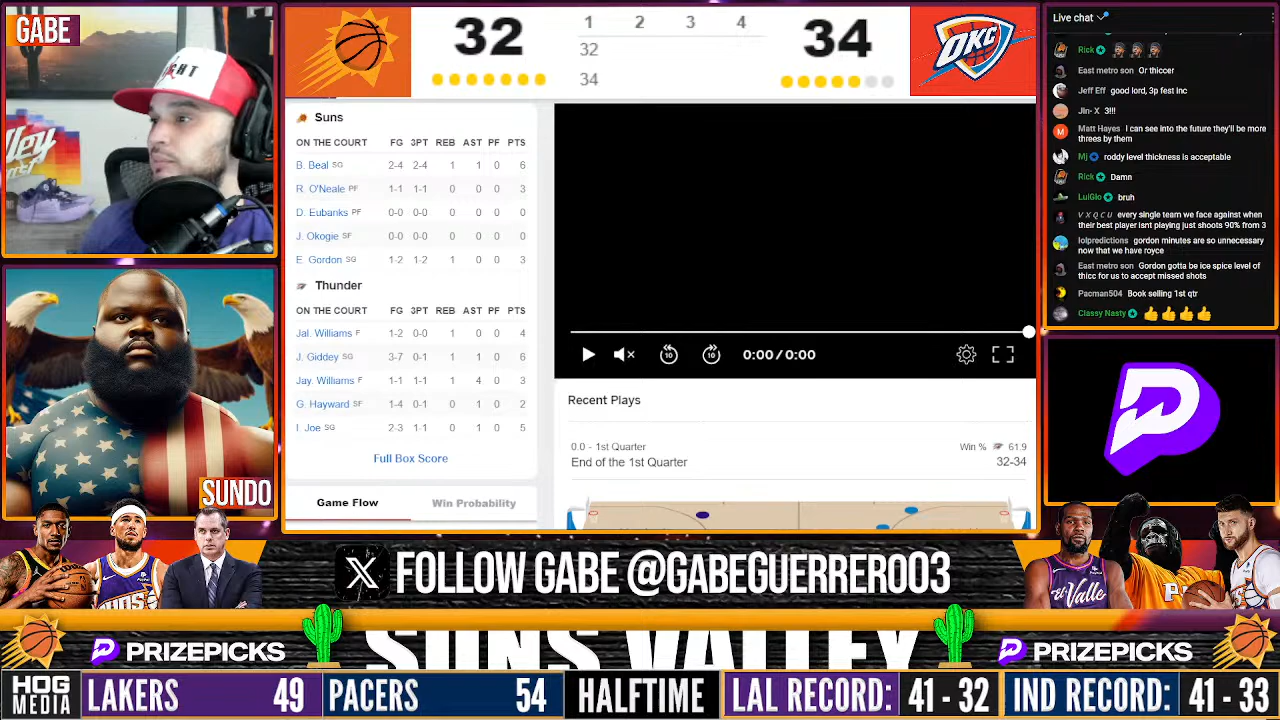 GABE
SUNDO
32
1 2 3 4
32
34
34
OKC
Suns
ON THE COURT FG 3PT REB AST PF PTS
B. Beal SG 2-4 2-4 1 1 0 6
R. O'Neale PF 1-1 1-1 0 0 0 3
D. Eubanks PF 0-0 0-0 0 0 0 0
J. Okogie SF 0-0 0-0 0 0 0 0
E. Gordon SG 1-2 1-2 1 0 0 3
Thunder
ON THE COURT FG 3PT REB AST PF PTS
Jal. Williams F 1-2 0-0 1 0 0 4
J. Giddey SG 3-7 0-1 1 1 0 6
Jay. Williams F 1-1 1-1 1 4 0 3
G. Hayward SF 1-4 0-1 0 1 0 2
I. Joe SG 2-3 1-1 0 1 0 5
Full Box Score
Game Flow Win Probability
10 10 0:00 / 0:00
Recent Plays
0.0 - 1st Quarter Win % 61.9
End of the 1st Quarter 32-34
Live chat
Rick
East metro son Or thiccer
Jeff Eff good lord, 3p fest inc
Jin- X 3!!!
Matt Hayes I can see into the future they'll be more
threes by them
Mj roddy level thickness is acceptable
Rick Damn
LuiGlo bruh
V X Q C U every single team we face against when
their best player isnt playing just shoots 90% from 3
lolpredictions gordon minutes are so unnecessary
now that we have royce
East metro son Gordon gotta be ice spice level of
thicc for us to accept missed shots
Pacman504 Book selling 1st qtr
Classy Nasty 👍👍👍👍
X FOLLOW GABE @GABEGUERRERO03
PRIZEPICKS SUNS VALLEY PRIZEPICKS
HOG
MEDIA
LAKERS 49 PACERS 54 HALFTIME LAL RECORD: 41 - 32 IND RECORD: 41 - 33